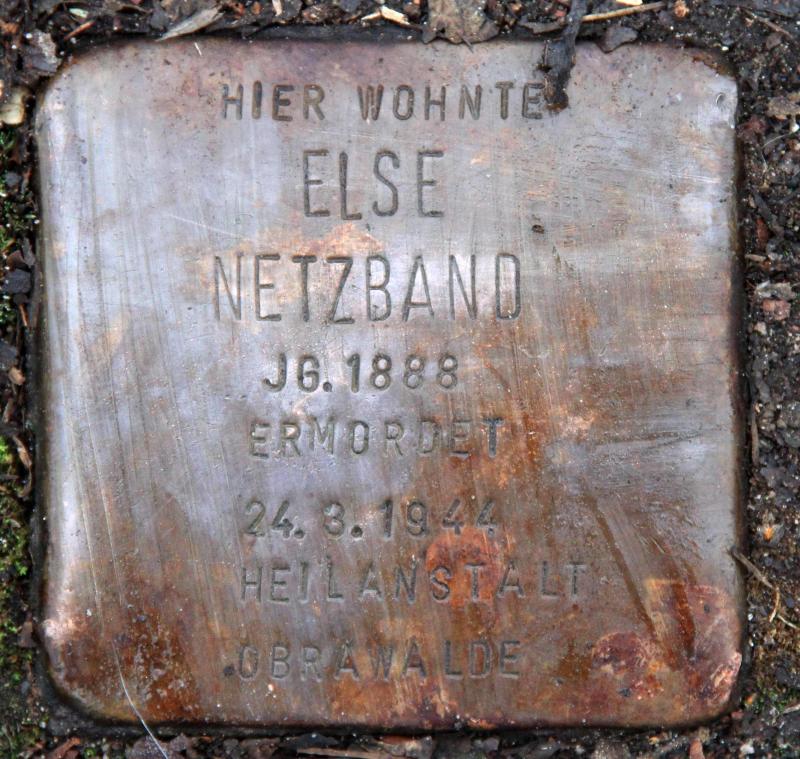 HIER WOHNTE
ELSE
NETZBAND
JG. 1888
ERMORDET
24. 3. 1944
HEILANSTALT
OBRAWALDE